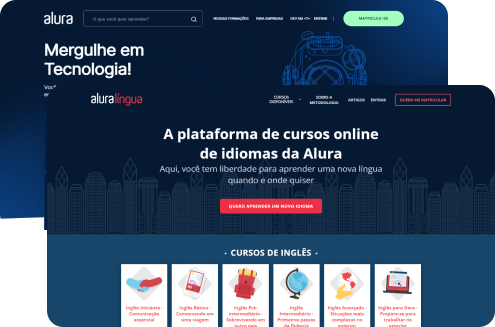 alura
O que você quer aprender?
NOSSAS FORMAÇÕES
PARA EMPRESAS
DEV EM <T>
ENTRAR
MATRICULE-SE
Mergulhe em
Tecnologia!
aluralíngua
CURSOS
DISPONÍVEIS
SOBRE A
METODOLOGIA
ARTIGOS
ENTRAR
QUERO ME MATRICULAR
A plataforma de cursos online
de idiomas da Alura
Aqui, você tem liberdade para aprender uma nova língua
quando e onde quiser
QUERO APRENDER UM NOVO IDIOMA
· CURSOS DE INGLÊS ·
Inglês Iniciante -
Comunicação
essencial
Inglês Básico -
Conversando em
uma viagem
Inglês Pré-
intermediário -
Sobrevivendo em
outro país
Inglês
Intermediário -
Primeiros passos
da fluência
Inglês Avançado -
Situações mais
complexas no
exterior
Inglês para Devs -
Prepare-se para
trabalhar no
exterior